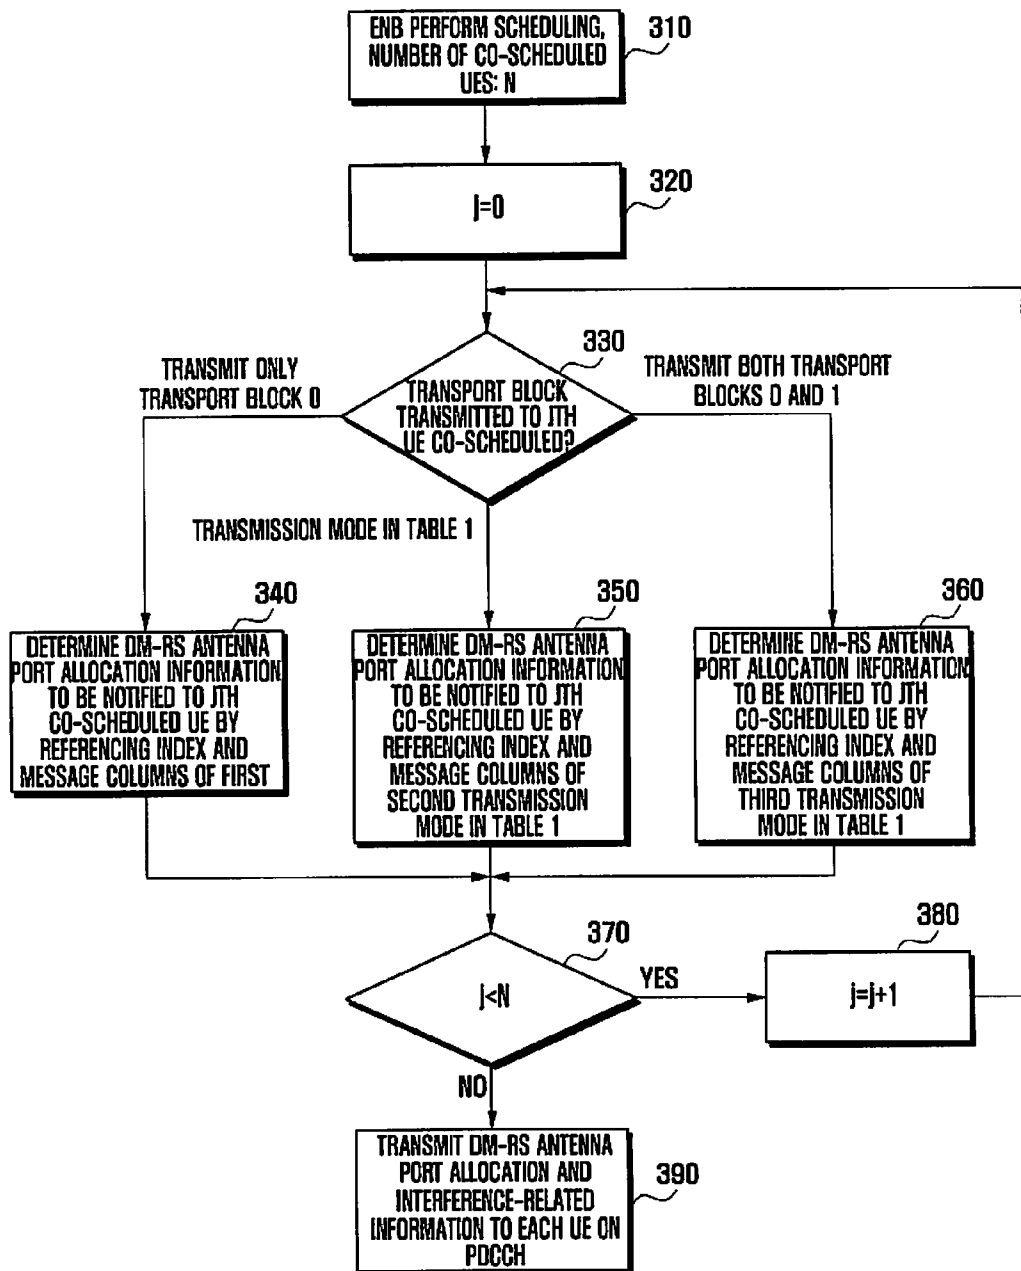 ENB PERFORM SCHEDULING,
NUMBER OF CO-SCHEDULED
UES: N
310
j=0
320
330
TRANSPORT BLOCK
TRANSMITTED TO JTH
UE CO-SCHEDULED?
TRANSMIT ONLY
TRANSPORT BLOCK 0
TRANSMIT BOTH TRANSPORT
BLOCKS 0 AND 1
TRANSMISSION MODE IN TABLE 1
340
DETERMINE DM-RS ANTENNA
PORT ALLOCATION INFORMATION
TO BE NOTIFIED TO JTH
CO-SCHEDULED UE BY
REFERENCING INDEX AND
MESSAGE COLUMNS OF FIRST
350
DETERMINE DM-RS ANTENNA
PORT ALLOCATION INFORMATION
TO BE NOTIFIED TO JTH
CO-SCHEDULED UE BY
REFERENCING INDEX AND
MESSAGE COLUMNS OF
SECOND TRANSMISSION
MODE IN TABLE 1
360
DETERMINE DM-RS ANTENNA
PORT ALLOCATION INFORMATION
TO BE NOTIFIED TO JTH
CO-SCHEDULED UE BY
REFERENCING INDEX AND
MESSAGE COLUMNS OF
THIRD TRANSMISSION
MODE IN TABLE 1
370
j<N
YES
380
j=j+1
NO
TRANSMIT DM-RS ANTENNA
PORT ALLOCATION AND
INTERFERENCE-RELATED
INFORMATION TO EACH UE ON
PDCCH
390